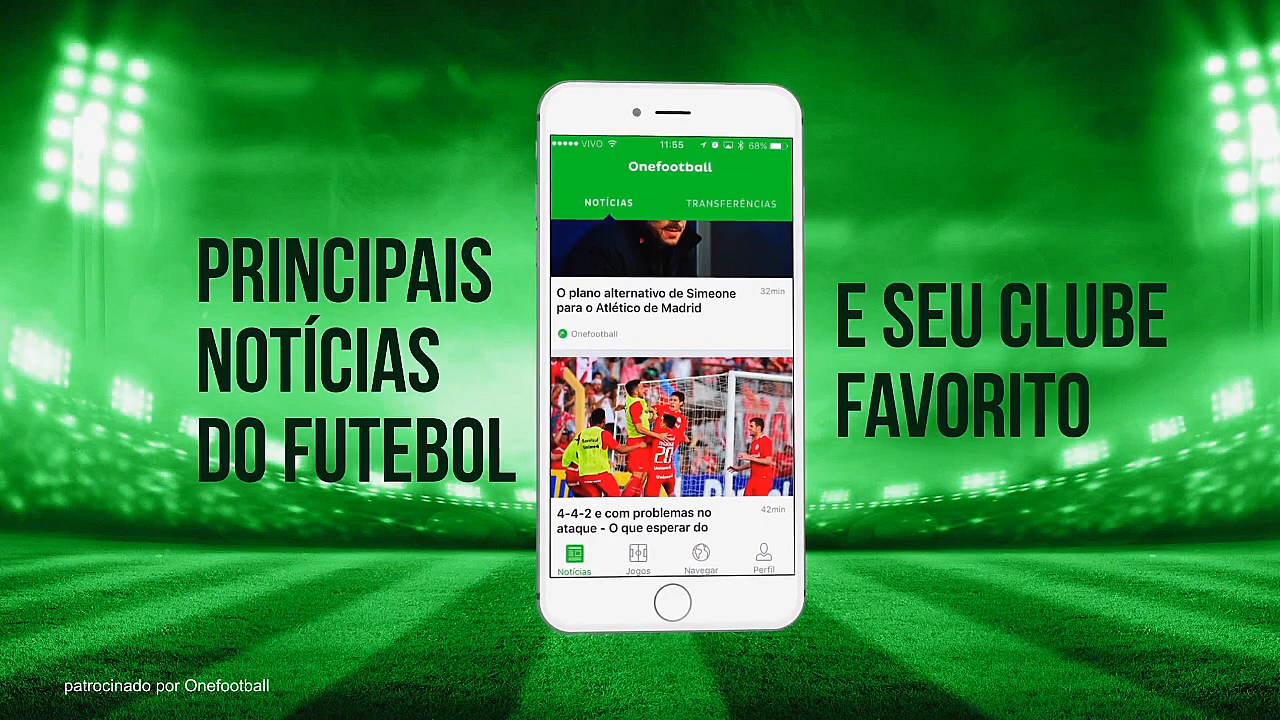 PRINCIPAIS
NOTÍCIAS
DO FUTEBOL
VIVO 11:55 68%
Onefootball
NOTÍCIAS TRANSFERÊNCIAS
O plano alternativo de Simeone 32min
para o Atlético de Madrid
Onefootball
20
4-4-2 e com problemas no 42min
ataque - O que esperar do
Notícias Jogos Navegar Perfil
E SEU CLUBE
FAVORITO
patrocinado por Onefootball